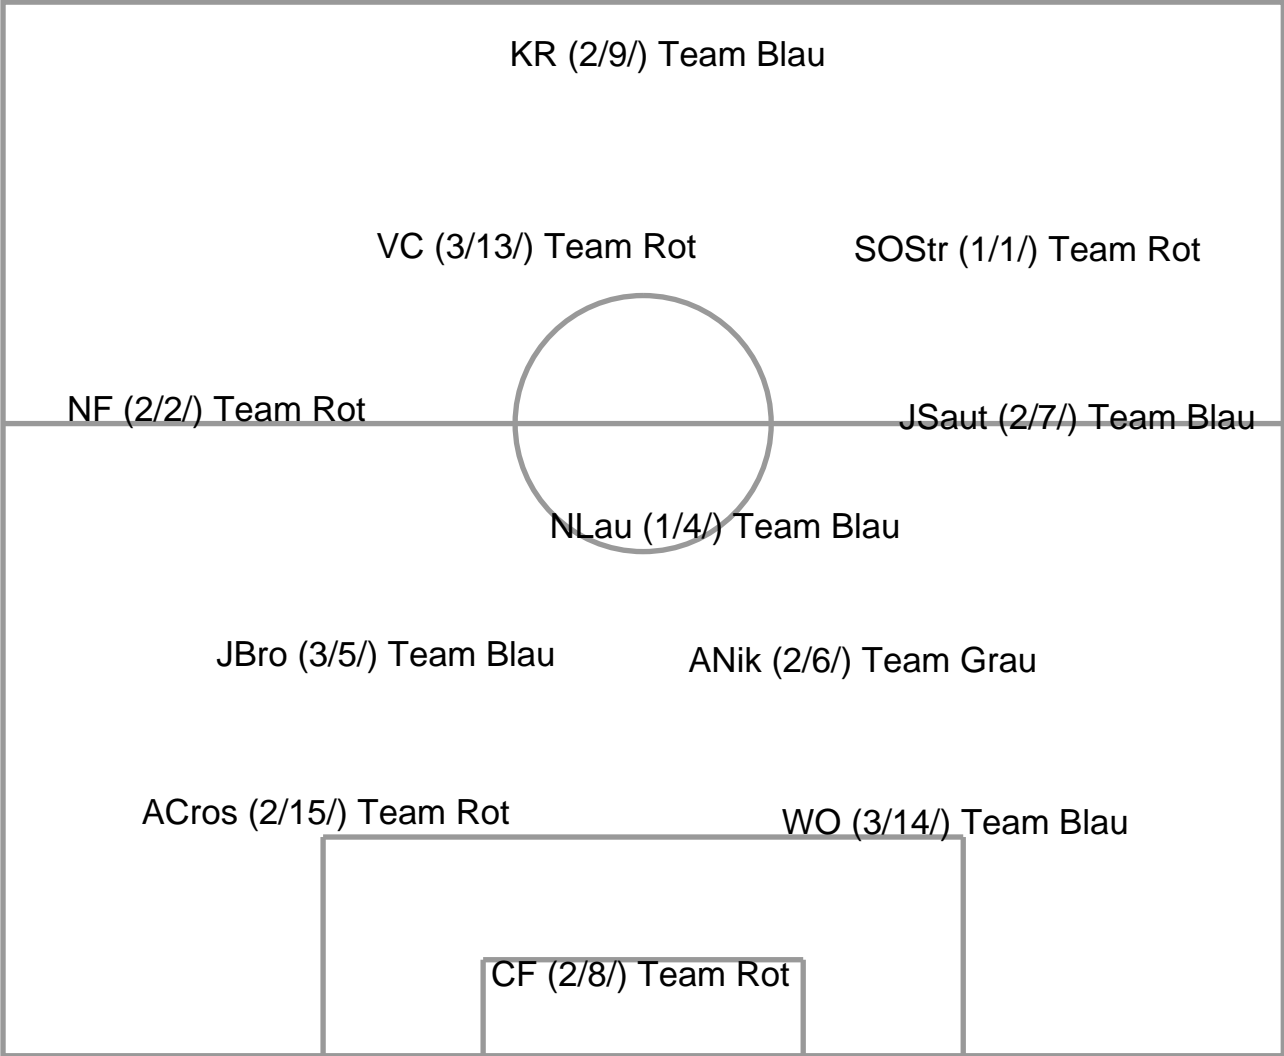 KR (2/9/) Team Blau
VC (3/13/) Team Rot
SOStr (1/1/) Team Rot
NF (2/2/) Team Rot
JSaut (2/7/) Team Blau
NLau (1/4/) Team Blau
JBro (3/5/) Team Blau
ANik (2/6/) Team Grau
ACros (2/15/) Team Rot
WO (3/14/) Team Blau
CF (2/8/) Team Rot